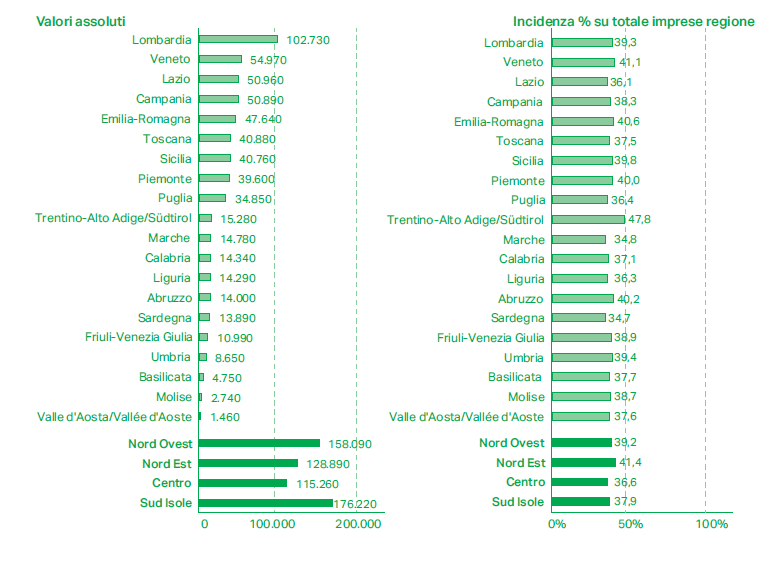 Valori assoluti
Lombardia 102.730
Veneto 54.970
Lazio 50.960
Campania 50.890
Emilia-Romagna 47.640
Toscana 40.880
Sicilia 40.760
Piemonte 39.600
Puglia 34.850
Trentino-Alto Adige/Südtirol 15.280
Marche 14.780
Calabria 14.340
Liguria 14.290
Abruzzo 14.000
Sardegna 13.890
Friuli-Venezia Giulia 10.990
Umbria 8.650
Basilicata 4.750
Molise 2.740
Valle d'Aosta/Vallée d'Aoste 1.460
Nord Ovest 158.090
Nord Est 128.890
Centro 115.260
Sud Isole 176.220
0 100.000 200.000
Incidenza % su totale imprese regione
Lombardia 39,3
Veneto 41,1
Lazio 36,1
Campania 38,3
Emilia-Romagna 40,6
Toscana 37,5
Sicilia 39,8
Piemonte 40,0
Puglia 36,4
Trentino-Alto Adige/Südtirol 47,8
Marche 34,8
Calabria 37,1
Liguria 36,3
Abruzzo 40,2
Sardegna 34,7
Friuli-Venezia Giulia 38,9
Umbria 39,4
Basilicata 37,7
Molise 38,7
Valle d'Aosta/Vallée d'Aoste 37,6
Nord Ovest 39,2
Nord Est 41,4
Centro 36,6
Sud Isole 37,9
0% 50% 100%